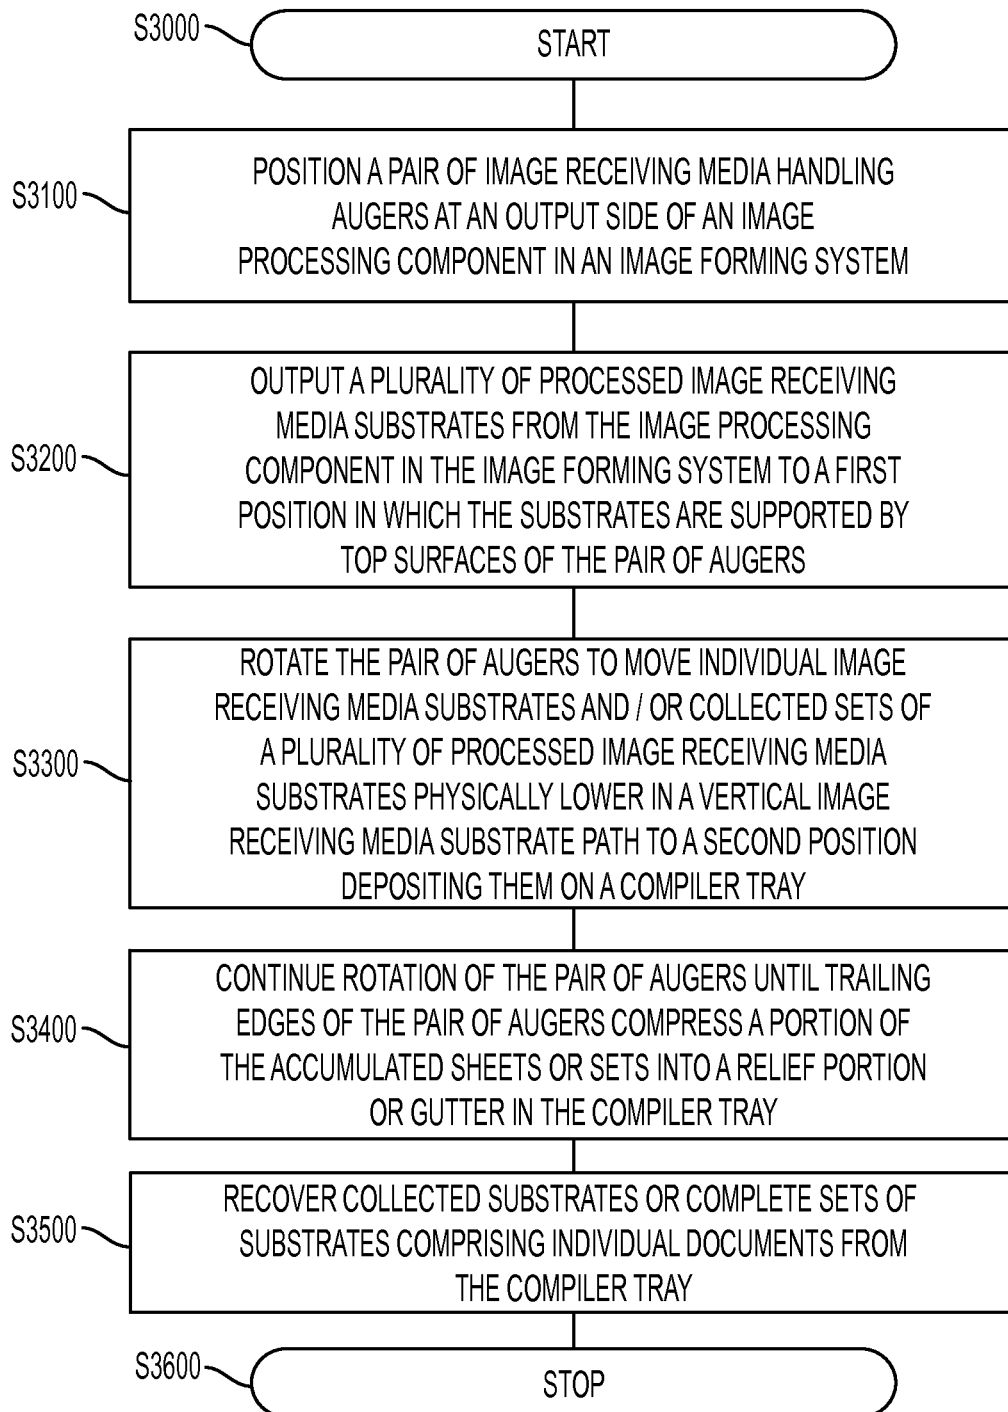 S3000
START
S3100
POSITION A PAIR OF IMAGE RECEIVING MEDIA HANDLING
AUGERS AT AN OUTPUT SIDE OF AN IMAGE
PROCESSING COMPONENT IN AN IMAGE FORMING SYSTEM
S3200
OUTPUT A PLURALITY OF PROCESSED IMAGE RECEIVING
MEDIA SUBSTRATES FROM THE IMAGE PROCESSING
COMPONENT IN THE IMAGE FORMING SYSTEM TO A FIRST
POSITION IN WHICH THE SUBSTRATES ARE SUPPORTED BY
TOP SURFACES OF THE PAIR OF AUGERS
S3300
ROTATE THE PAIR OF AUGERS TO MOVE INDIVIDUAL IMAGE
RECEIVING MEDIA SUBSTRATES AND / OR COLLECTED SETS OF
A PLURALITY OF PROCESSED IMAGE RECEIVING MEDIA
SUBSTRATES PHYSICALLY LOWER IN A VERTICAL IMAGE
RECEIVING MEDIA SUBSTRATE PATH TO A SECOND POSITION
DEPOSITING THEM ON A COMPILER TRAY
S3400
CONTINUE ROTATION OF THE PAIR OF AUGERS UNTIL TRAILING
EDGES OF THE PAIR OF AUGERS COMPRESS A PORTION OF
THE ACCUMULATED SHEETS OR SETS INTO A RELIEF PORTION
OR GUTTER IN THE COMPILER TRAY
S3500
RECOVER COLLECTED SUBSTRATES OR COMPLETE SETS OF
SUBSTRATES COMPRISING INDIVIDUAL DOCUMENTS FROM
THE COMPILER TRAY
S3600
STOP